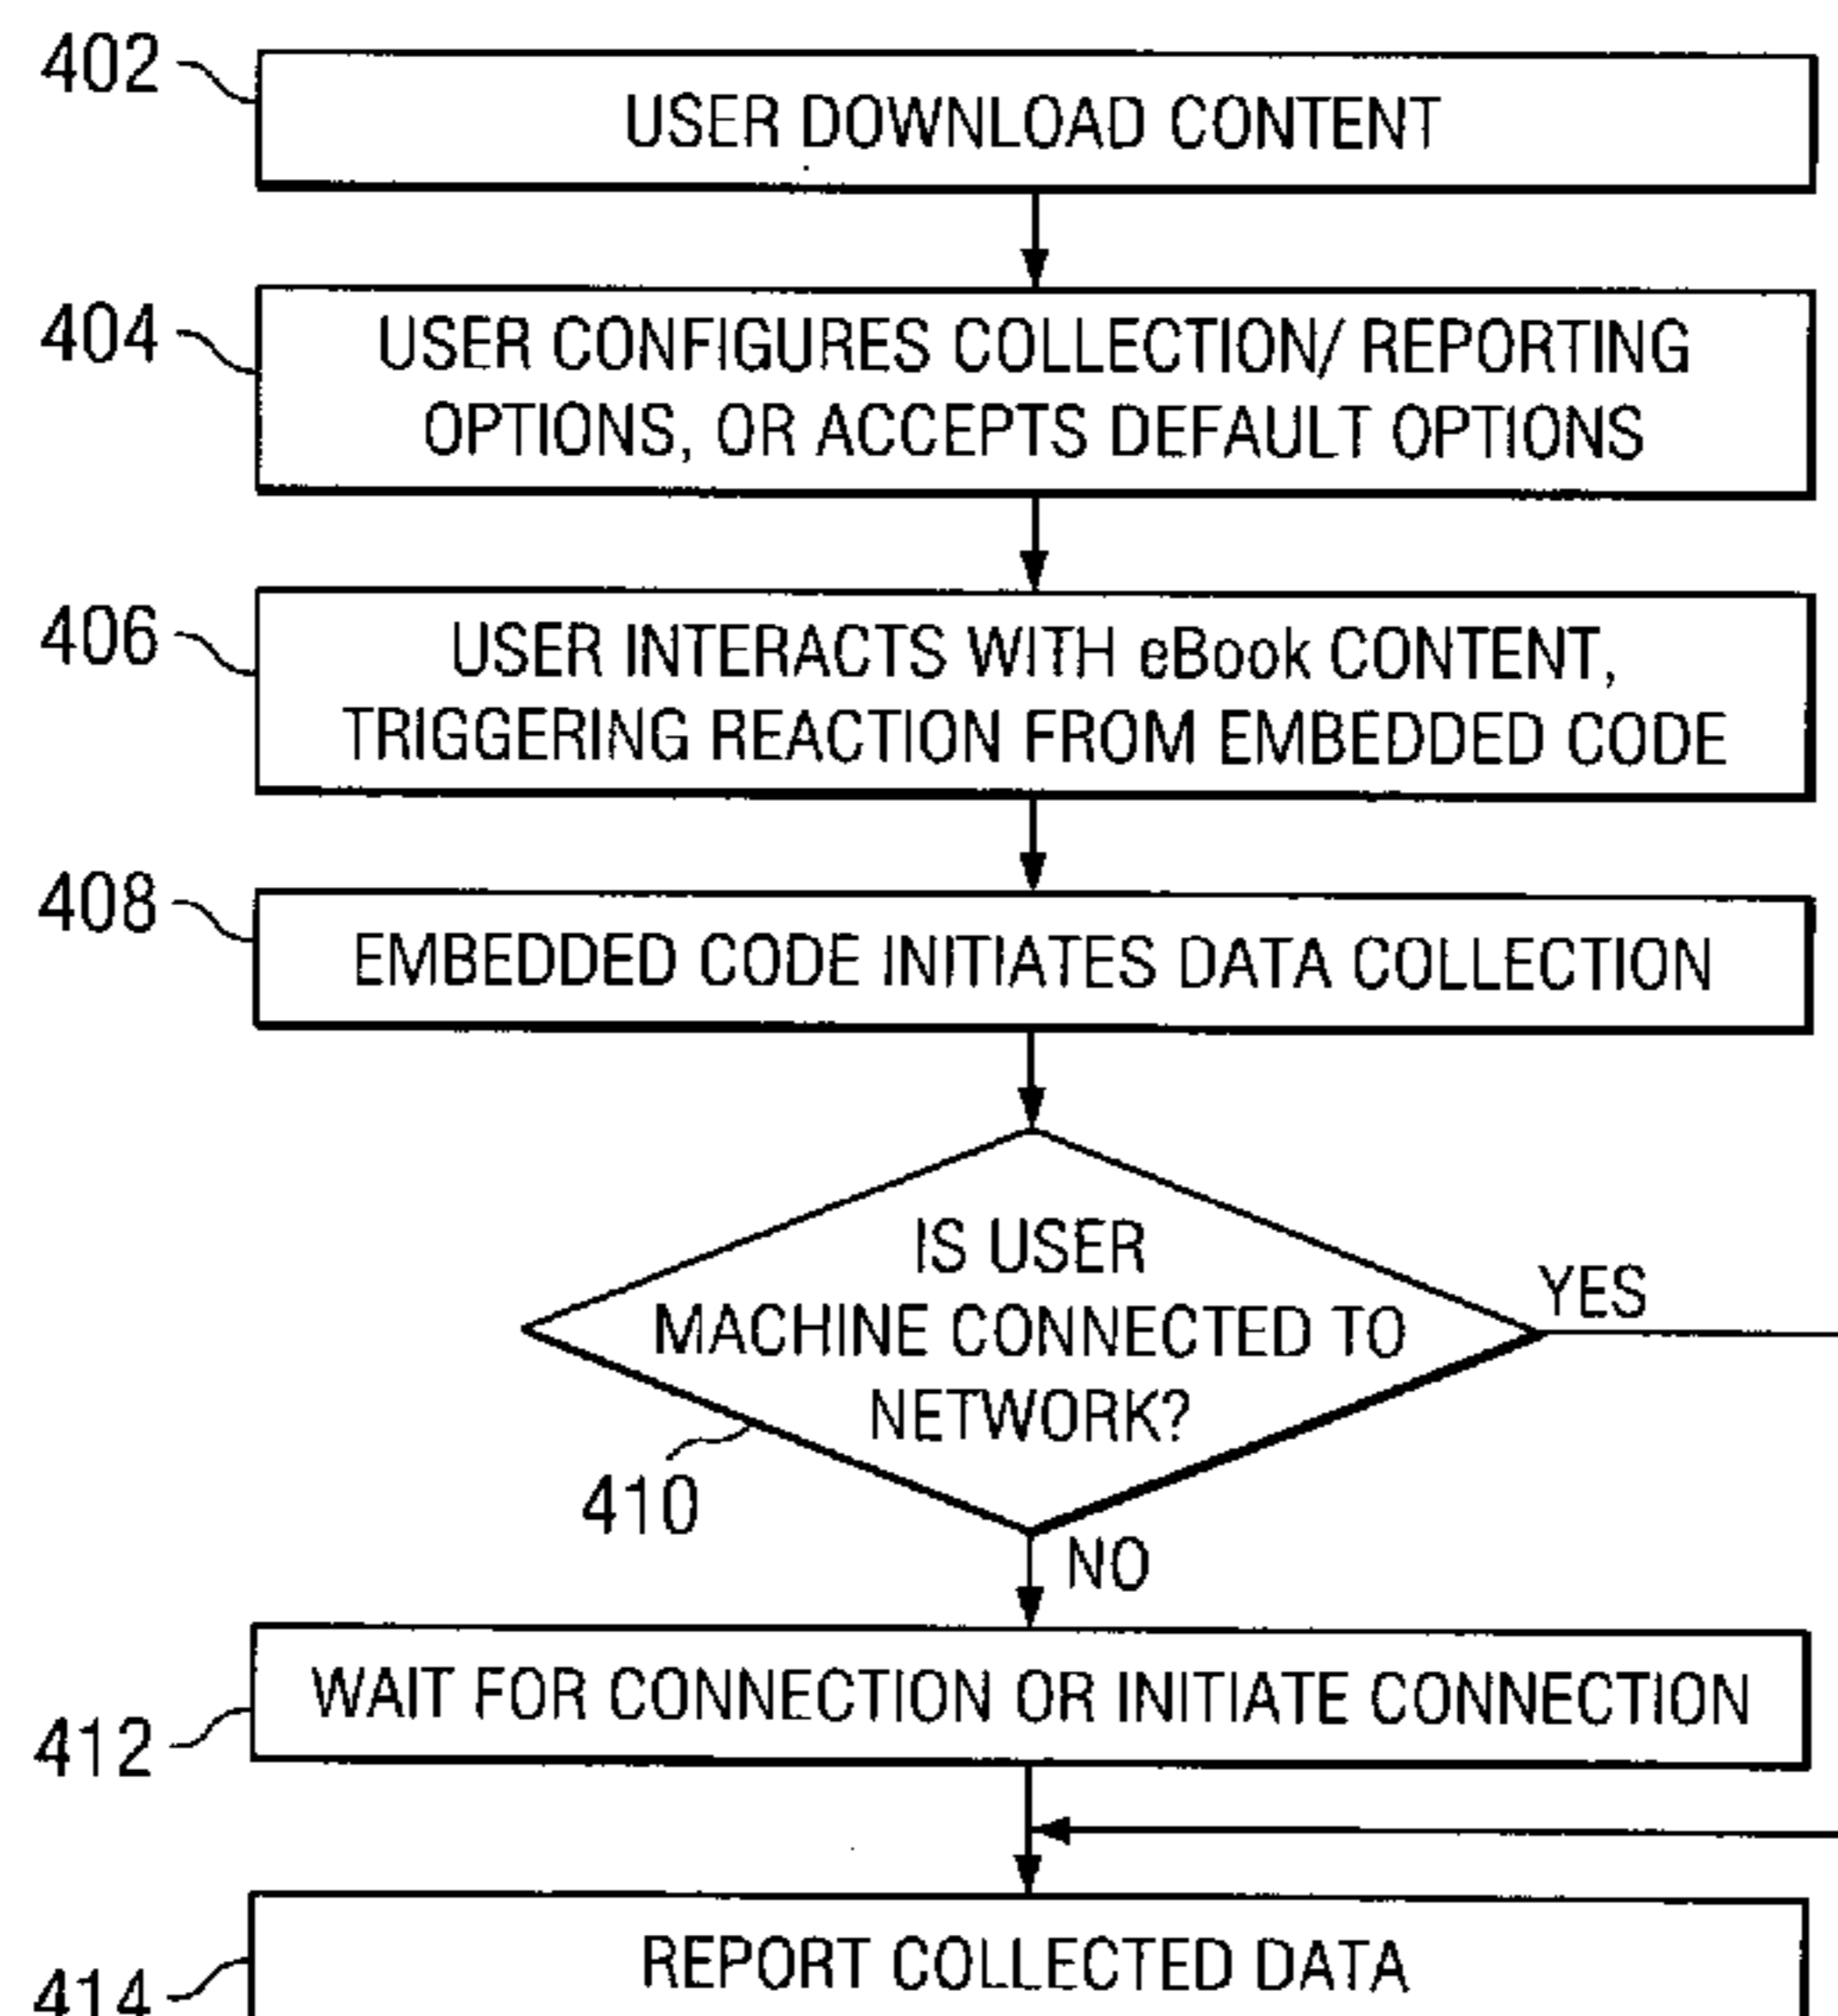 402
USER DOWNLOAD CONTENT
404
USER CONFIGURES COLLECTION/ REPORTING
OPTIONS, OR ACCEPTS DEFAULT OPTIONS
406
USER INTERACTS WITH eBook CONTENT,
TRIGGERING REACTION FROM EMBEDDED CODE
408
EMBEDDED CODE INITIATES DATA COLLECTION
IS USER
MACHINE CONNECTED TO
NETWORK?
YES
410
NO
WAIT FOR CONNECTION OR INITIATE CONNECTION
412
REPORT COLLECTED DATA
414